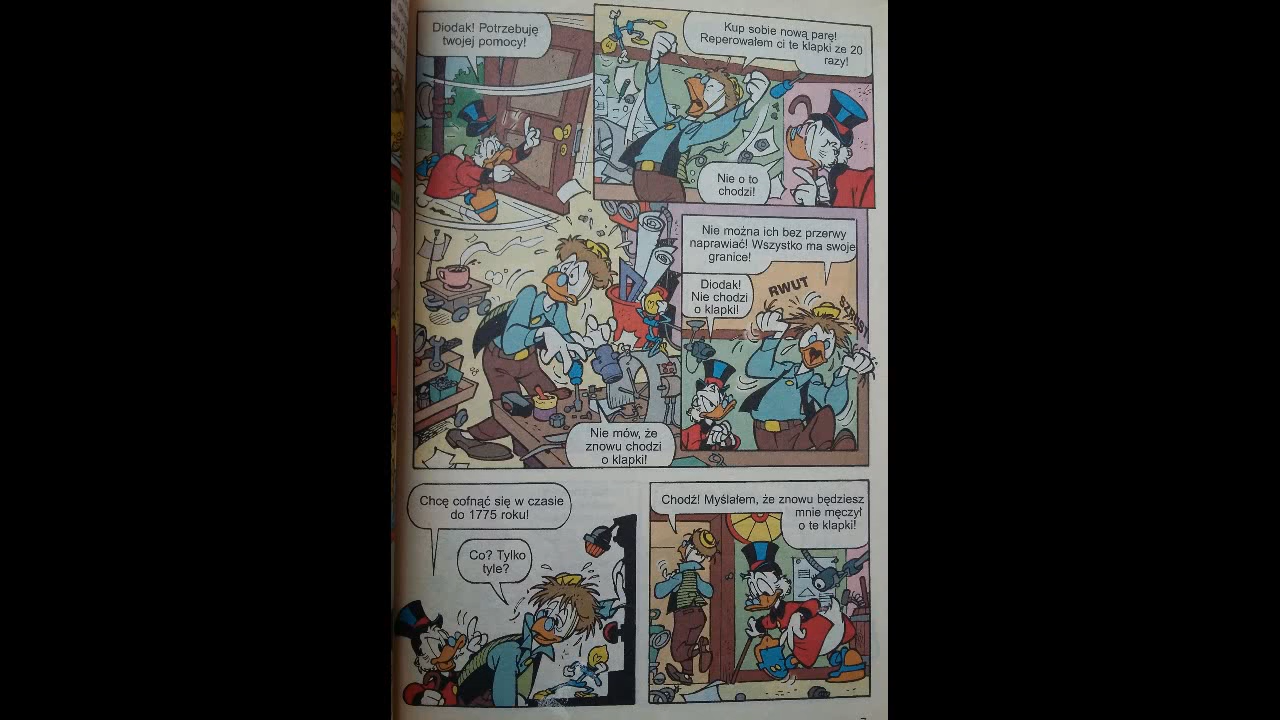 Diodak! Potrzebuję
twojej pomocy!
Kup sobie nową parę!
Reperowałem ci te klapki ze 20
razy!
Nie o to
chodzi!
Nie mów, że
znowu chodzi
o klapki!
Nie można ich bez przerwy
naprawiać! Wszystko ma swoje
granice!
Diodak!
Nie chodzi
o klapki!
RWUT
Chcę cofnąć się w czasie
do 1775 roku!
Co? Tylko
tyle?
Chodź! Myślałem, że znowu będziesz
mnie męczył
o te klapki!